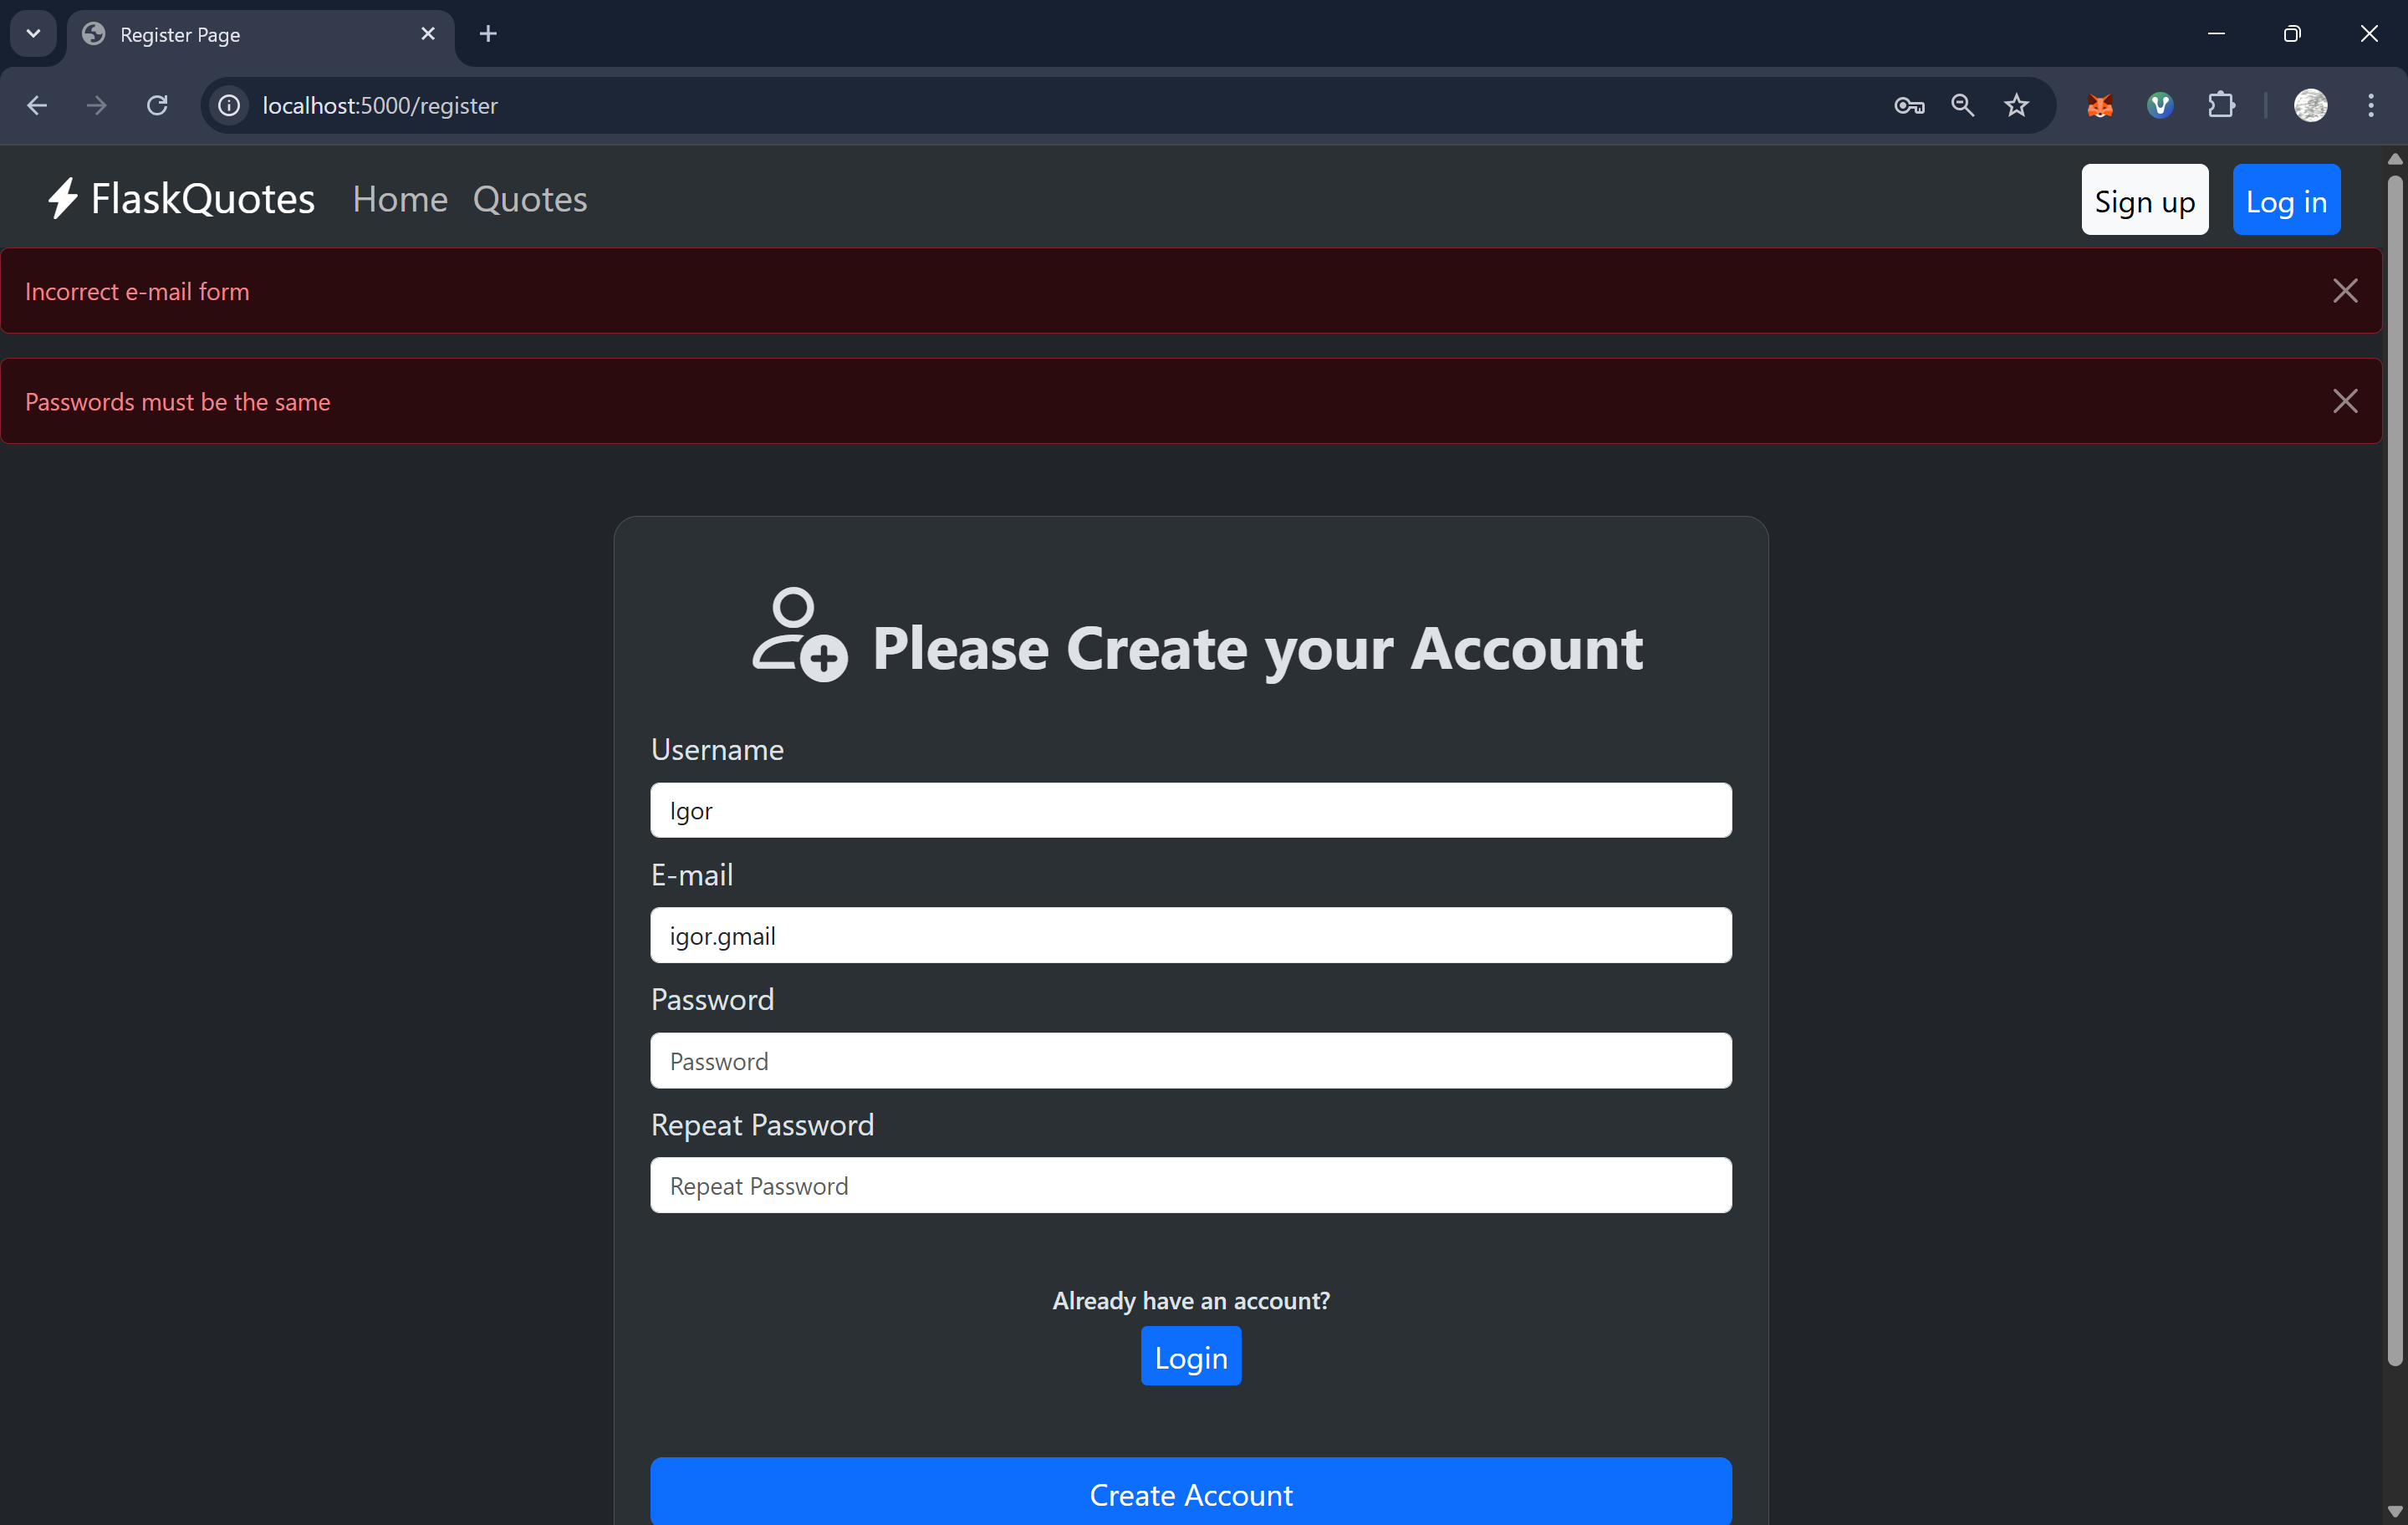 Register Page
localhost:5000/register
FlaskQuotes Home Quotes Sign up Log in
Incorrect e-mail form
Passwords must be the same
Please Create your Account
Username
Igor
E-mail
igor.gmail
Password
Password
Repeat Password
Repeat Password
Already have an account?
Login
Create Account